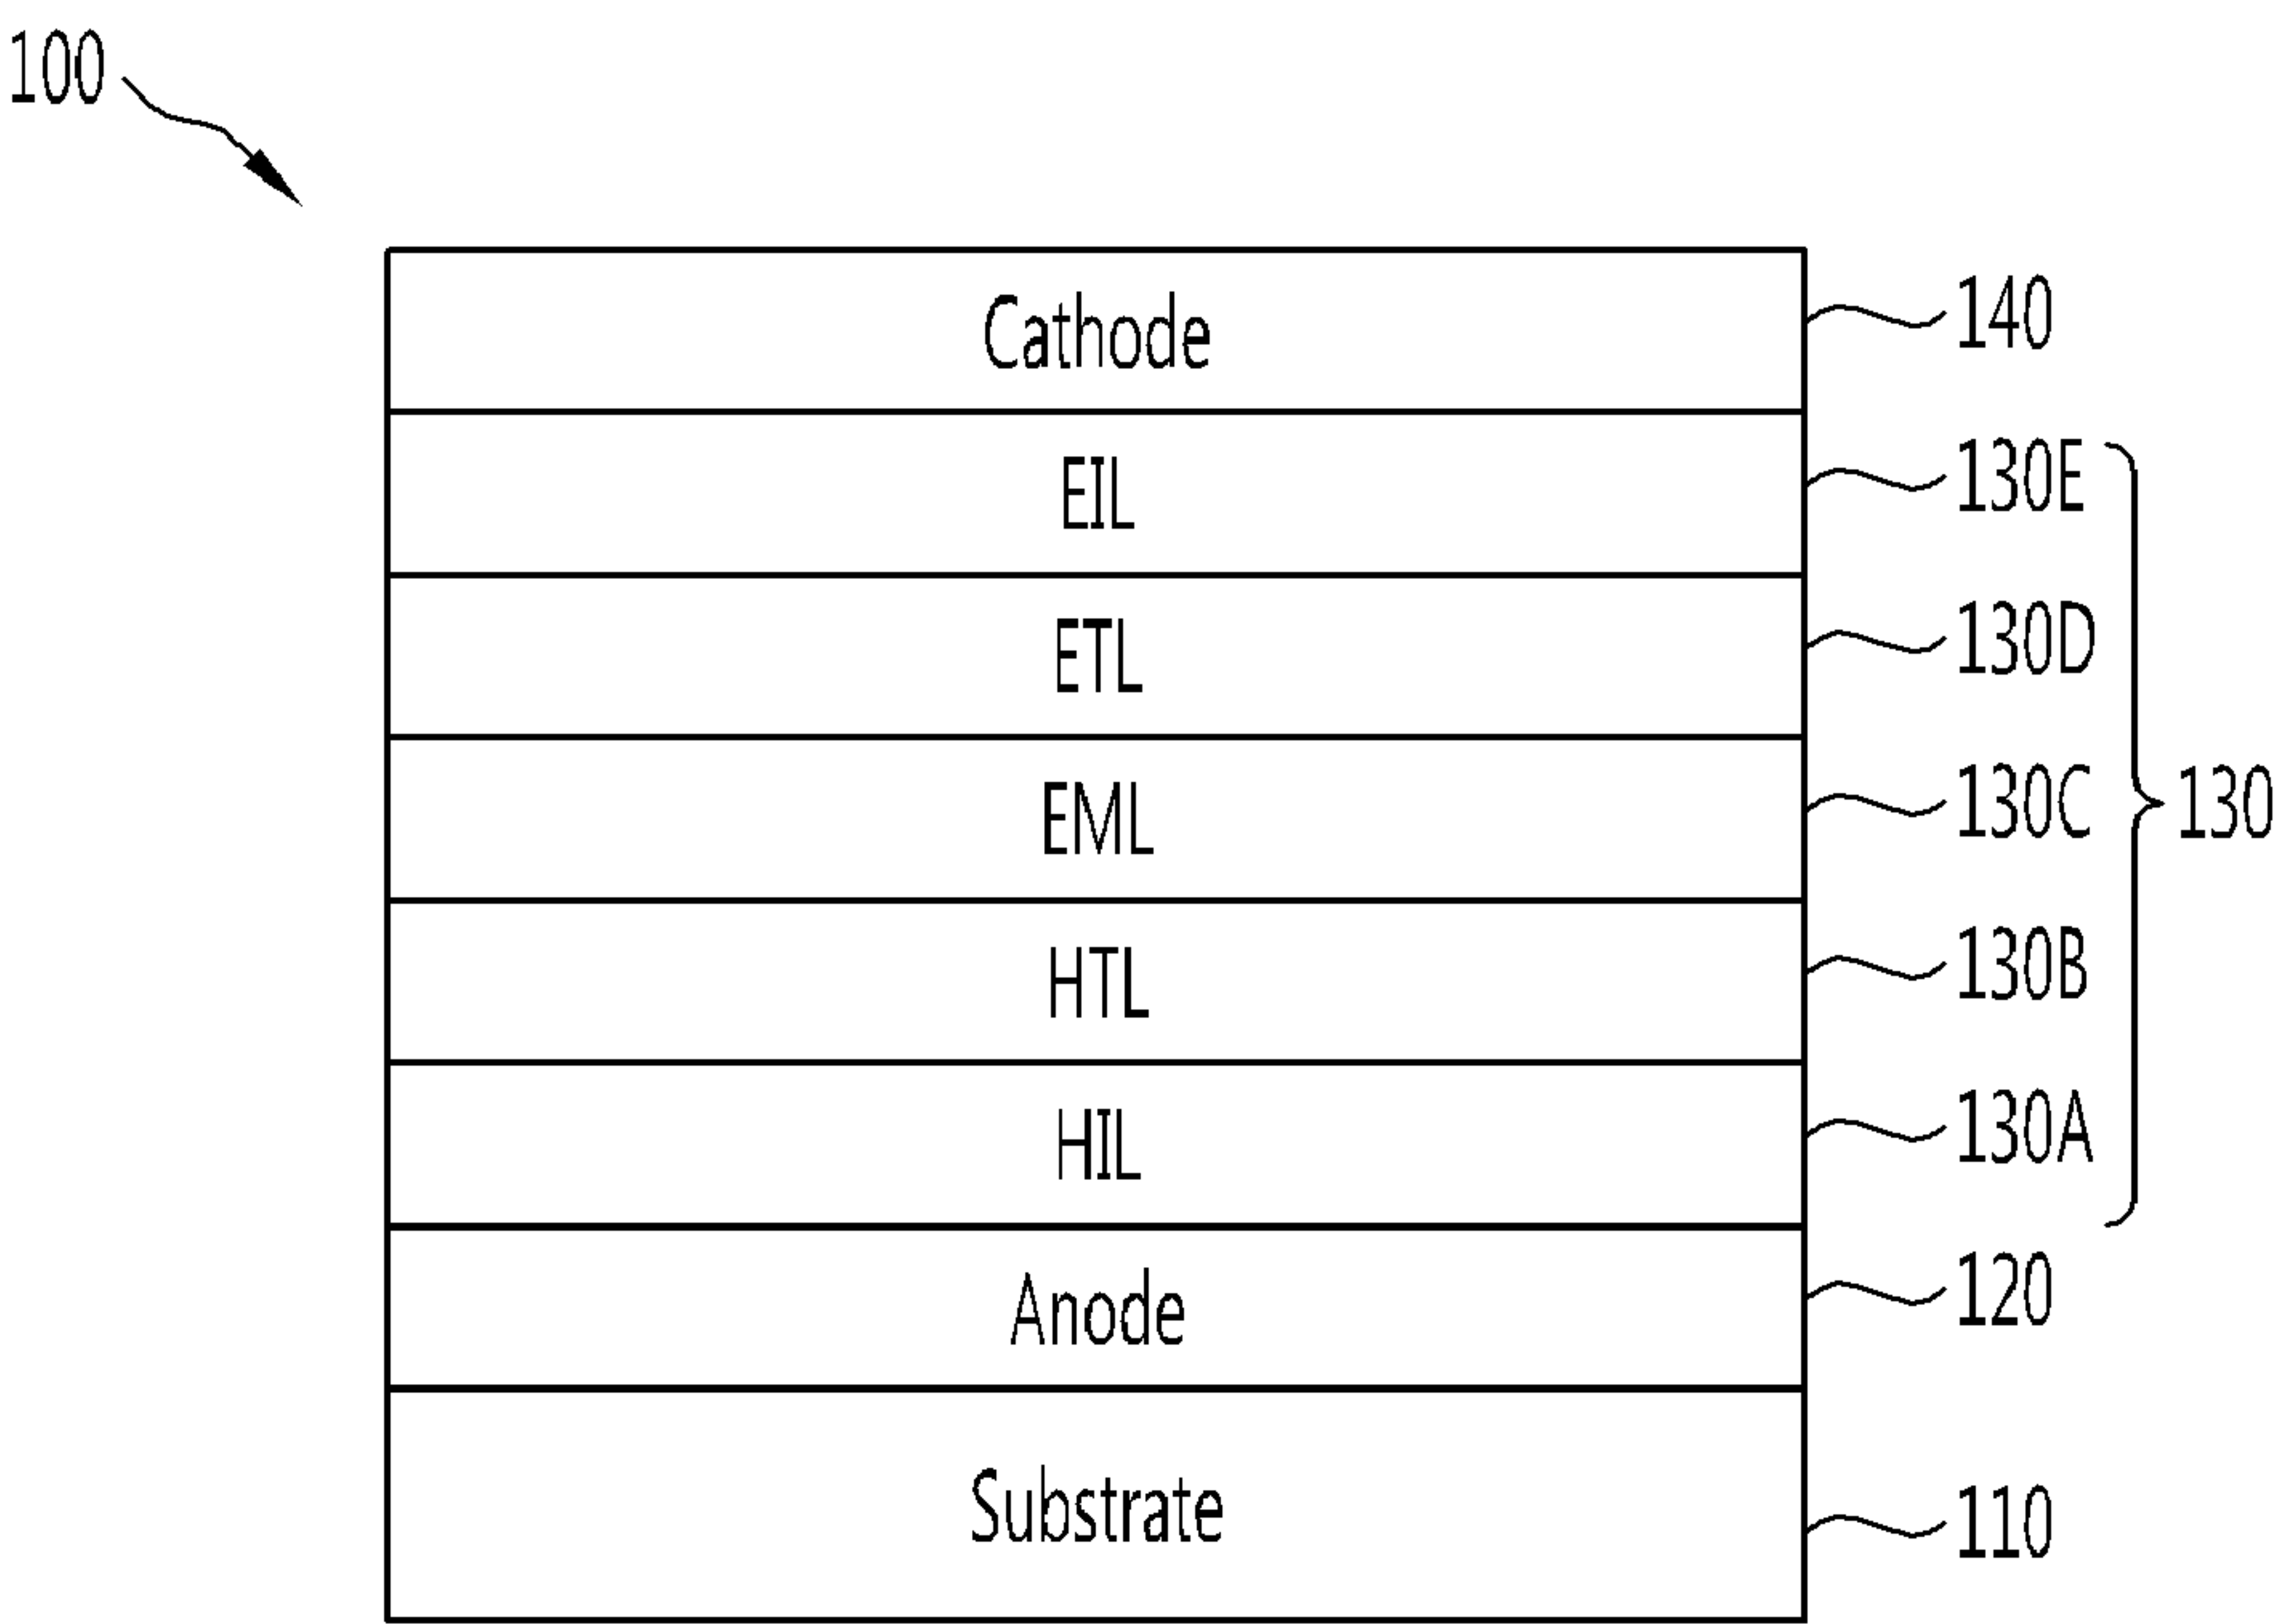 100
Cathode 140
EIL 130E
ETL 130D
EML 130C 130
HTL 130B
HIL 130A
Anode 120
Substrate 110